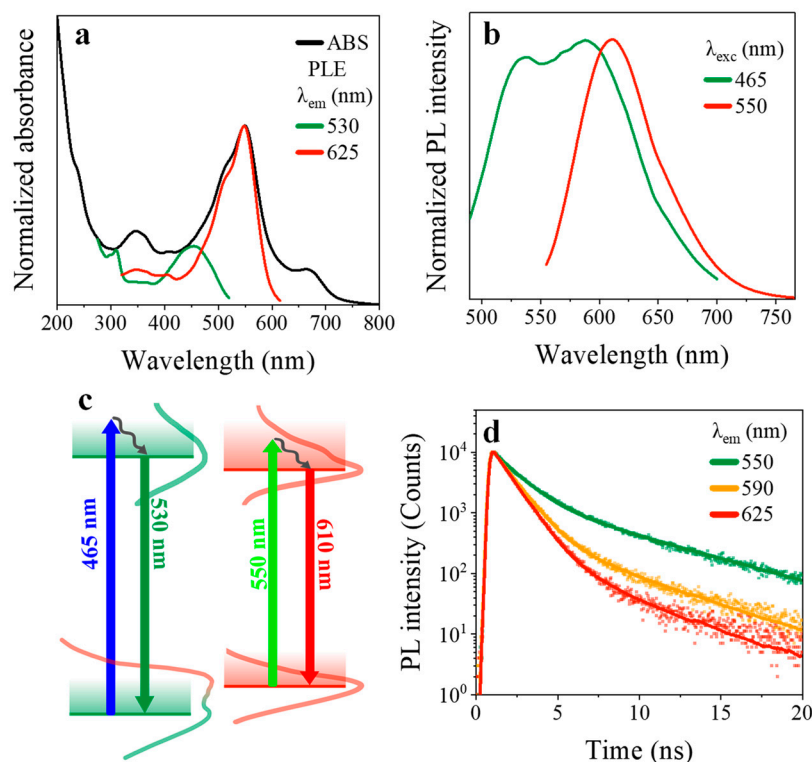 a
ABS
PLE
λem (nm)
530
625
Normalized absorbance
200 300 400 500 600 700 800
Wavelength (nm)
b
λexc (nm)
465
550
Normalized PL intensity
500 550 600 650 700 750
Wavelength (nm)
c
465 nm
530 nm
550 nm
610 nm
d
λem (nm)
550
590
625
PL intensity (Counts)
10⁴
10³
10²
10¹
10⁰
0 5 10 15 20
Time (ns)